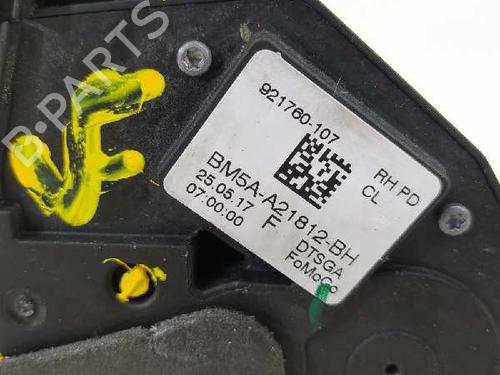 B-PARTS
921760-107
RH PD
CL
BM5A-A21812-BH
25.05.17 F DTSGA
07:00:00 FoMoCo